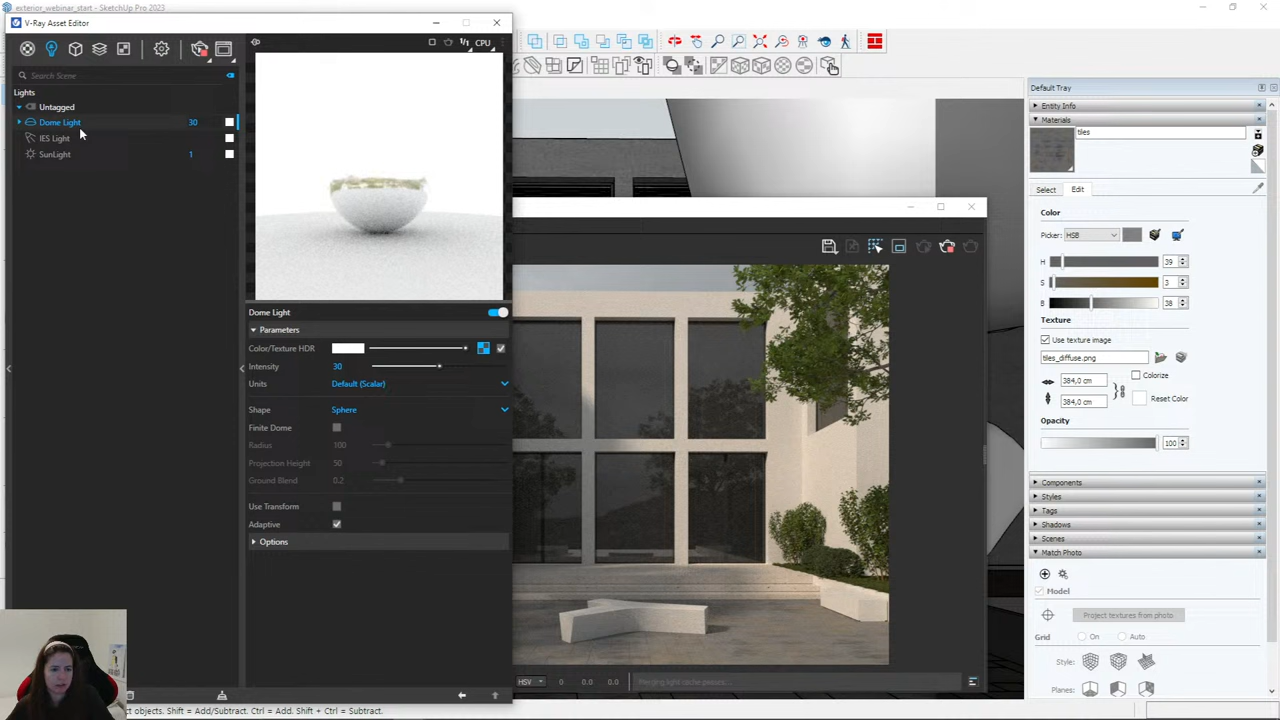 exterior_webinar_start - SketchUp Pro 2023
V-Ray Asset Editor
CPU
Search Scene
Lights
Untagged
Dome Light 30
IES Light
SunLight 1
Dome Light
Parameters
Color/Texture HDR
Intensity 30
Units Default (Scalar)
Shape Sphere
Finite Dome
Radius 100
Projection Height 50
Ground Blend 0.2
Use Transform
Adaptive
Options
HSV 0 0.0 0.0 Merging light cache passes...
ct objects. Shift = Add/Subtract. Ctrl = Add. Shift + Ctrl = Subtract.
Default Tray
Entity Info
Materials
tiles
Select Edit
Color
Picker: HSB
H 39
S 3
B 38
Texture
Use texture image
tiles_diffuse.png
384,0 cm Colorize
384,0 cm Reset Color
Opacity
100
Components
Styles
Tags
Shadows
Scenes
Match Photo
Model
Project textures from photo
Grid On Auto
Style:
Planes: